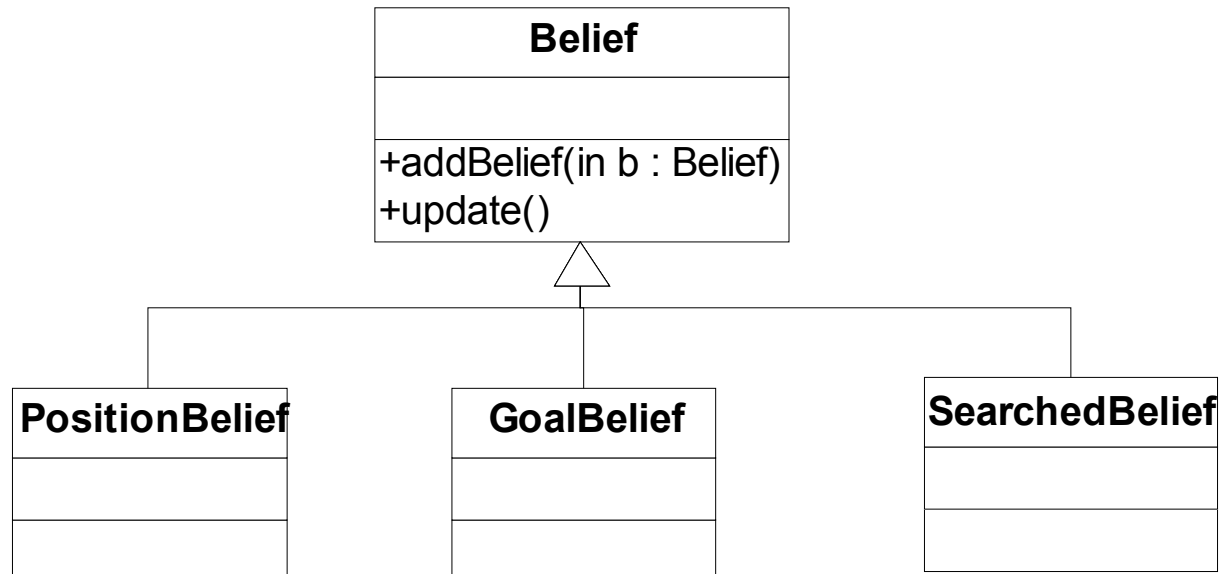 Belief
+addBelief(in b : Belief)
+update()
PositionBelief
GoalBelief
SearchedBelief